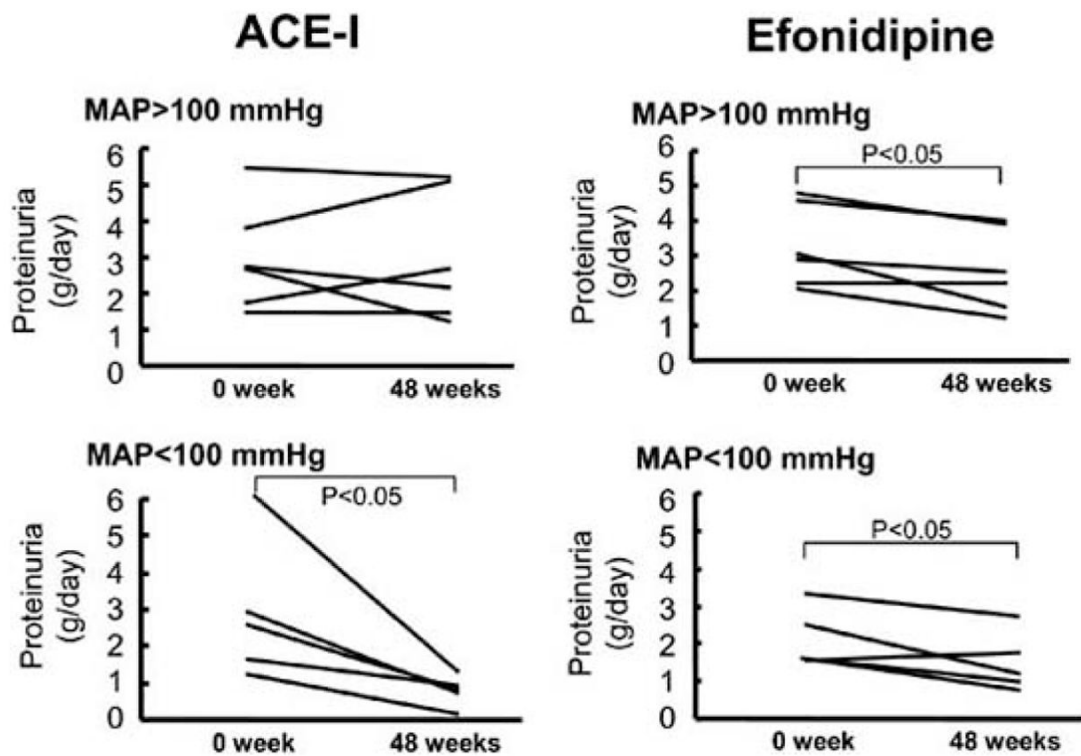 ACE-I
Efonidipine
MAP>100 mmHg
Proteinuria
(g/day)
6
5
4
3
2
1
0
0 week 48 weeks
MAP>100 mmHg
P<0.05
Proteinuria
(g/day)
6
5
4
3
2
1
0
0 week 48 weeks
MAP<100 mmHg
P<0.05
Proteinuria
(g/day)
6
5
4
3
2
1
0
0 week 48 weeks
MAP<100 mmHg
P<0.05
Proteinuria
(g/day)
6
5
4
3
2
1
0
0 week 48 weeks